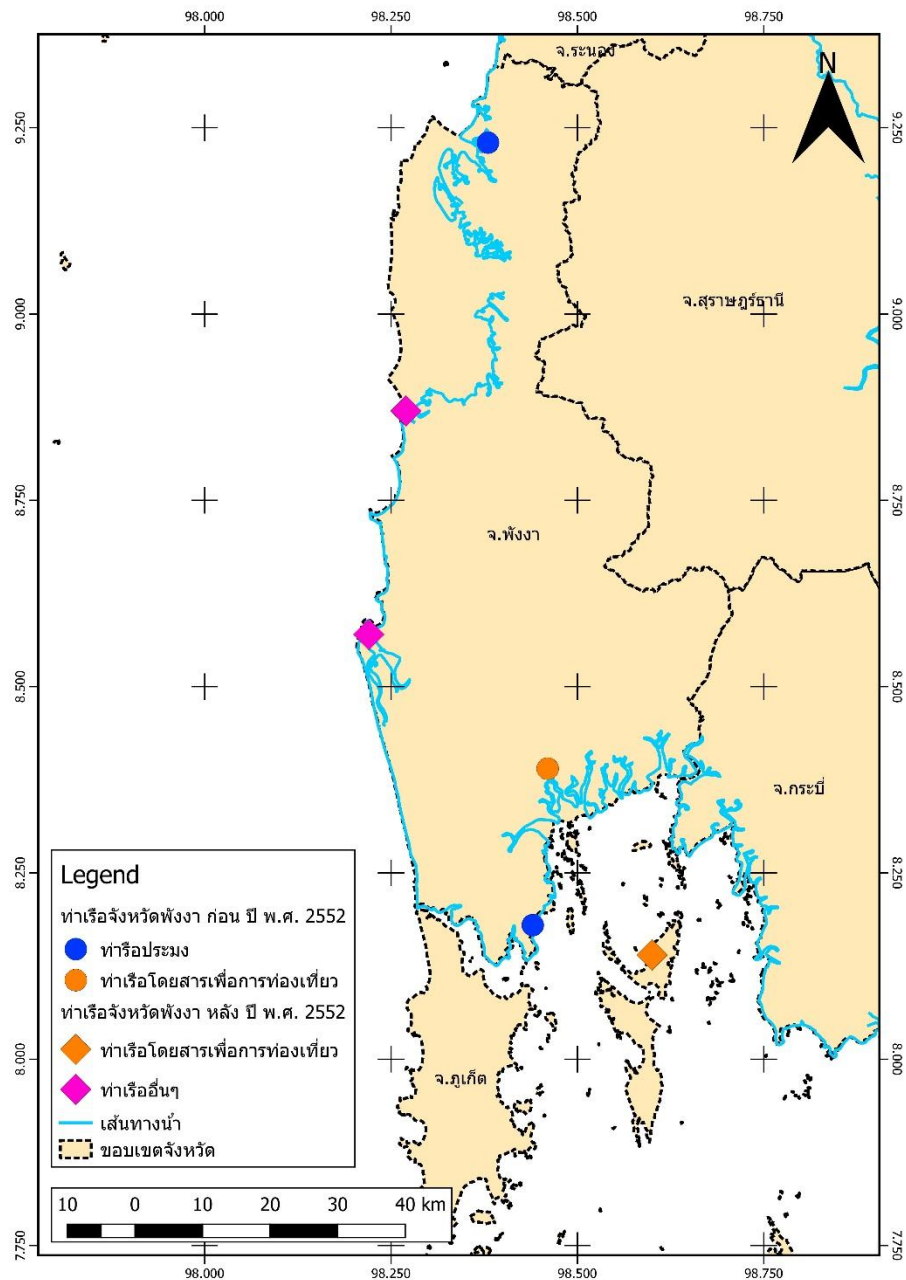 98.000 98.250 98.500 98.750
จ.ระนอง
N
9.250 9.250
จ.สุราษฎร์ธานี
9.000 9.000
8.750 8.750
จ.พังงา
8.500 8.500
จ.กระบี่
8.250 8.250
Legend
ท่าเรือจังหวัดพังงา ก่อน ปี พ.ศ. 2552
ท่ารือประมง
ท่าเรือโดยสารเพื่อการท่องเที่ยว
ท่าเรือจังหวัดพังงา หลัง ปี พ.ศ. 2552
ท่าเรือโดยสารเพื่อการท่องเที่ยว
ท่าเรืออื่นๆ
เส้นทางน้ำ
ขอบเขตจังหวัด
8.000 8.000
จ.ภูเก็ต
10 0 10 20 30 40 km
7.750 7.750
98.000 98.250 98.500 98.750